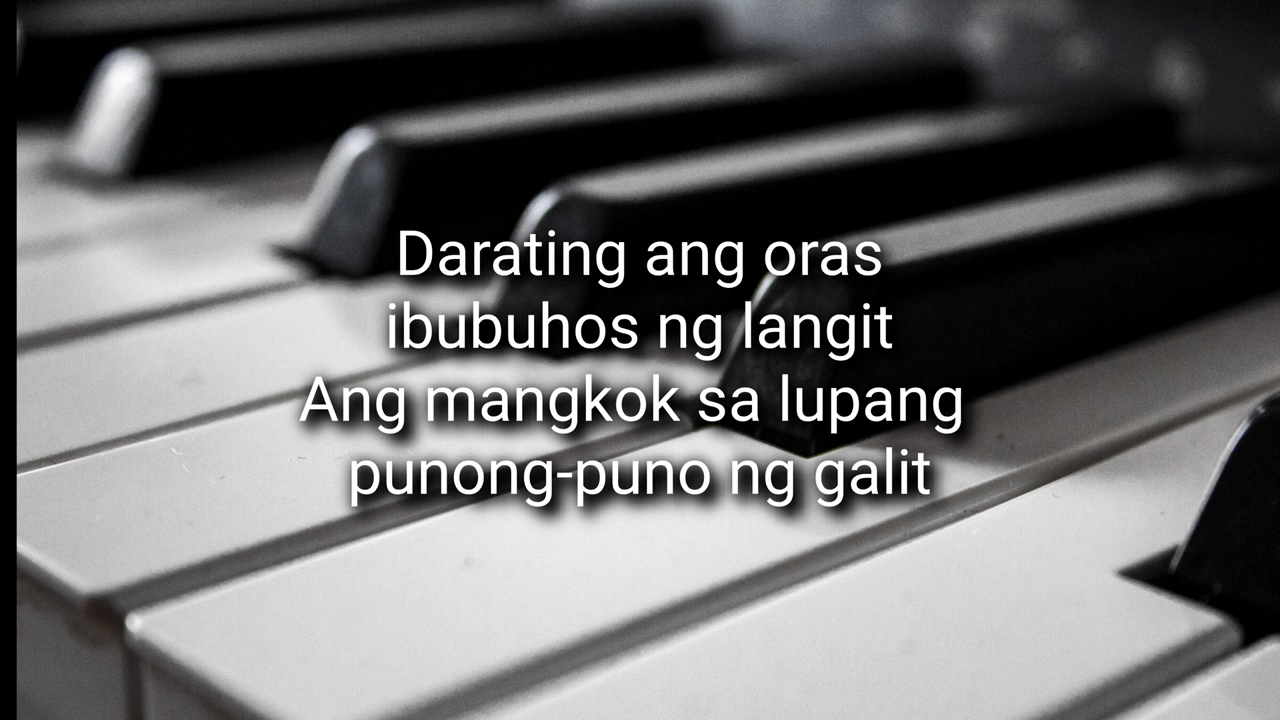 Darating ang oras
ibubuhos ng langit
Ang mangkok sa lupang
punong-puno ng galit